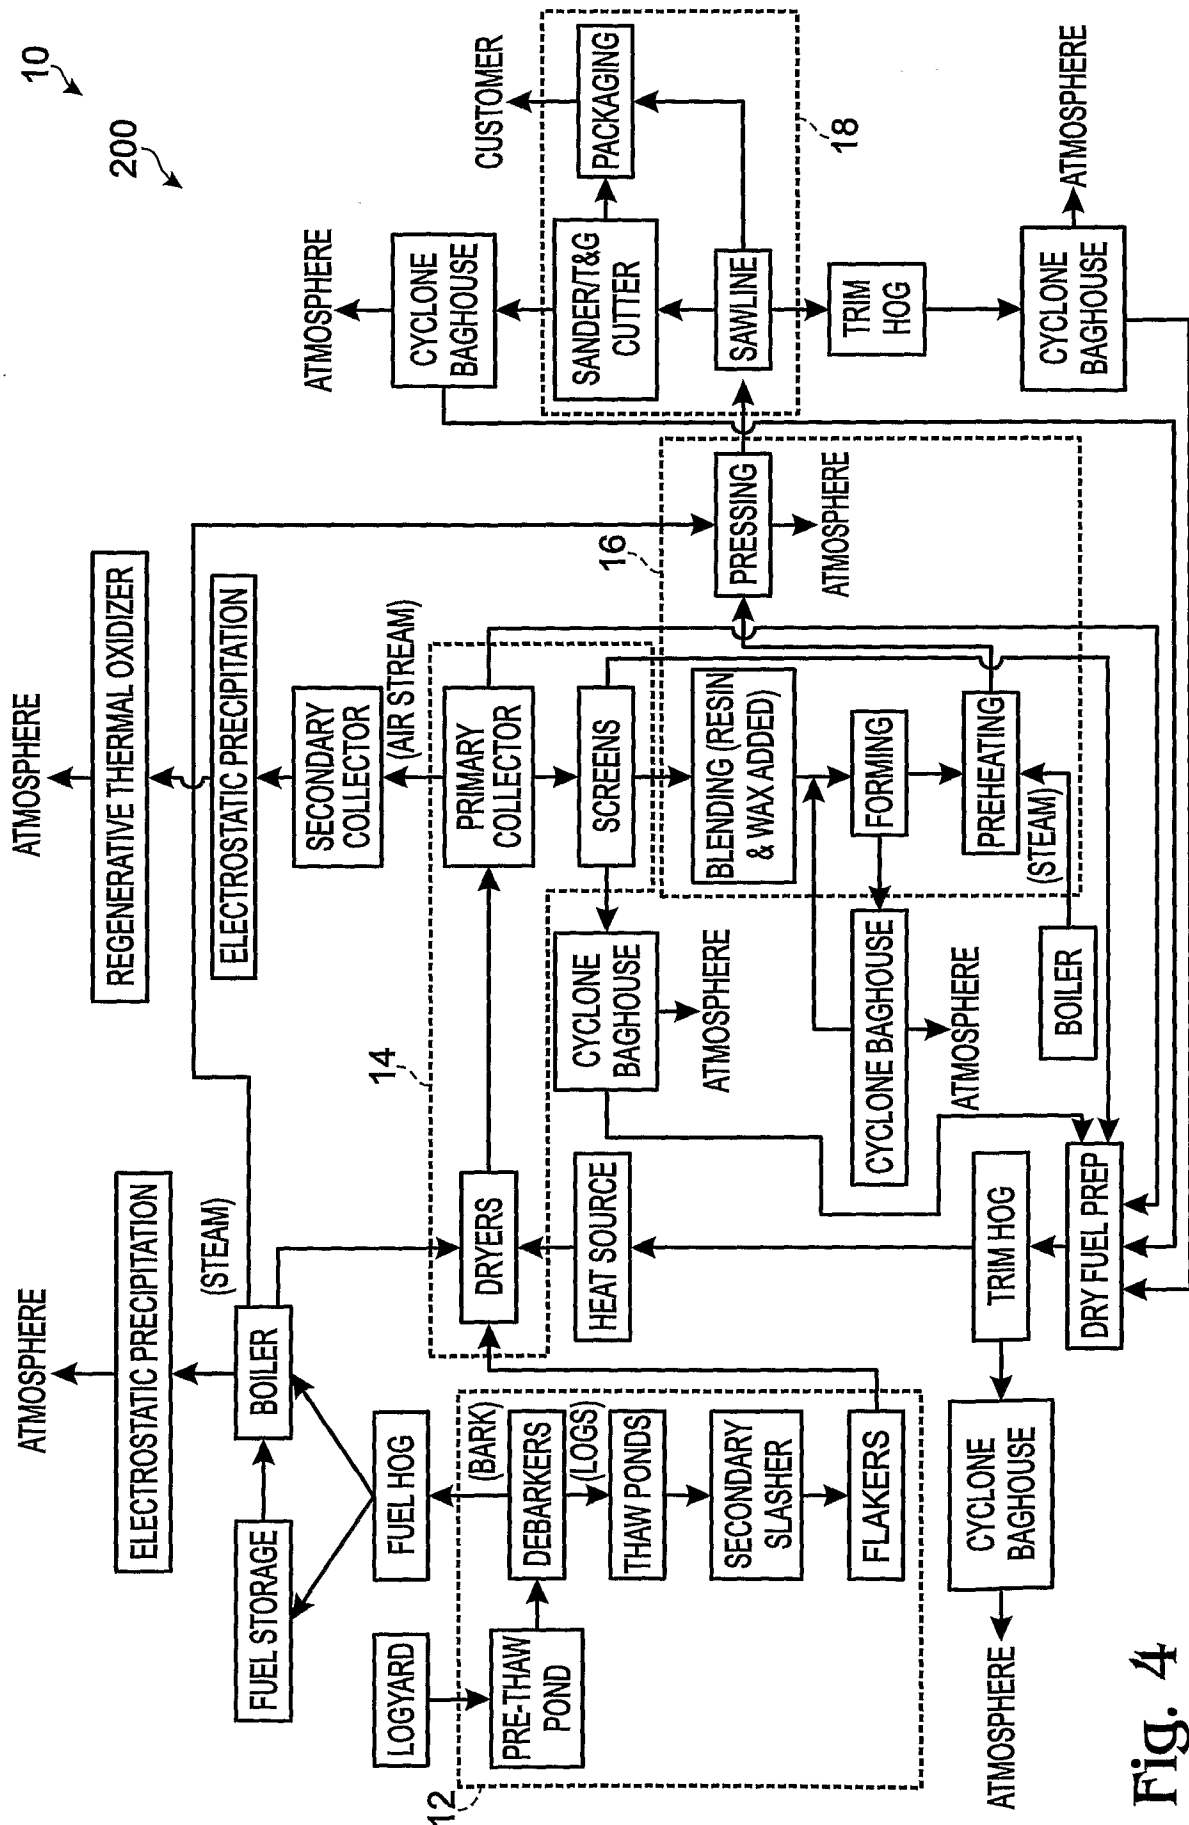 10
200
ATMOSPHERE
ELECTROSTATIC PRECIPITATION
FUEL STORAGE
BOILER
(STEAM)
FUEL HOG
LOGYARD
12
PRE-THAW
POND
(BARK)
DEBARKERS
(LOGS)
THAW PONDS
SECONDARY
SLASHER
FLAKERS
ATMOSPHERE
REGENERATIVE THERMAL OXIDIZER
ELECTROSTATIC PRECIPITATION
SECONDARY
COLLECTOR
(AIR STREAM)
14
DRYERS
PRIMARY
COLLECTOR
SCREENS
HEAT SOURCE
CYCLONE
BAGHOUSE
ATMOSPHERE
16
BLENDING (RESIN
& WAX ADDED)
FORMING
PREHEATING
(STEAM)
BOILER
CYCLONE BAGHOUSE
ATMOSPHERE
PRESSING
ATMOSPHERE
ATMOSPHERE
CYCLONE
BAGHOUSE
CUSTOMER
PACKAGING
SANDER/T&G
CUTTER
SAWLINE
18
TRIM
HOG
CYCLONE
BAGHOUSE
ATMOSPHERE
TRIM HOG
DRY FUEL PREP
CYCLONE
BAGHOUSE
ATMOSPHERE
Fig. 4